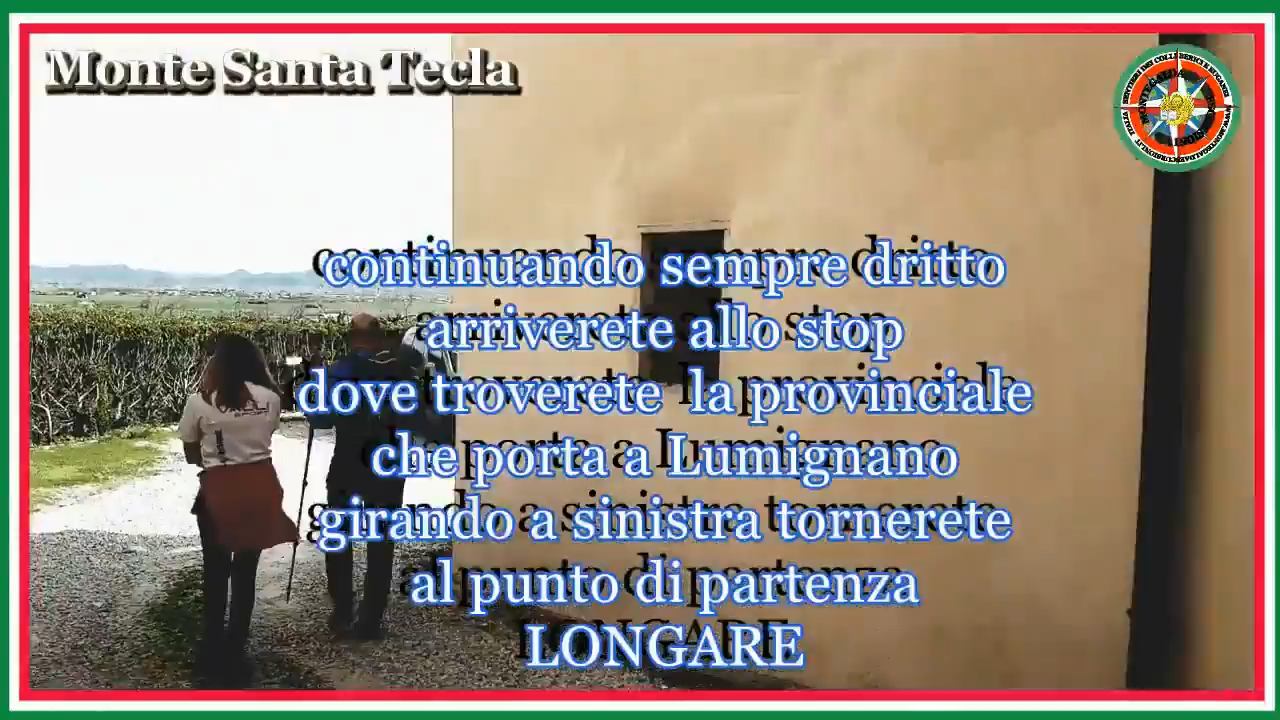 Monte Santa Tecla
continuando sempre dritto
arriverete allo stop
dove troverete la provinciale
che porta a Lumignano
girando a sinistra tornerete
al punto di partenza
LONGARE